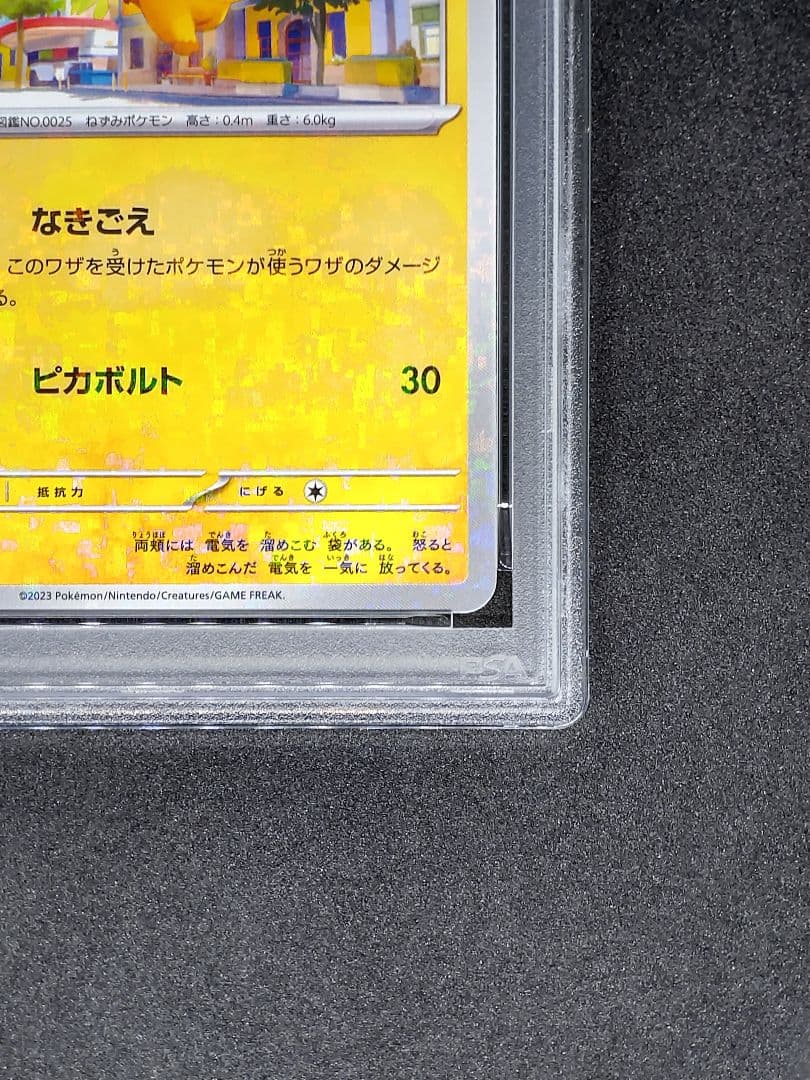 図鑑NO.0025 ねずみポケモン 高さ:0.4m 重さ:6.0kg
なきごえ
このワザを受けたポケモンが使うワザのダメージ
る。
ピカボルト 30
抵抗力 にげる
両頬には 電気を 溜めこむ 袋がある。 怒ると
溜めこんだ 電気を 一気に 放ってくる。
©2023 Pokémon/Nintendo/Creatures/GAME FREAK.
PSA